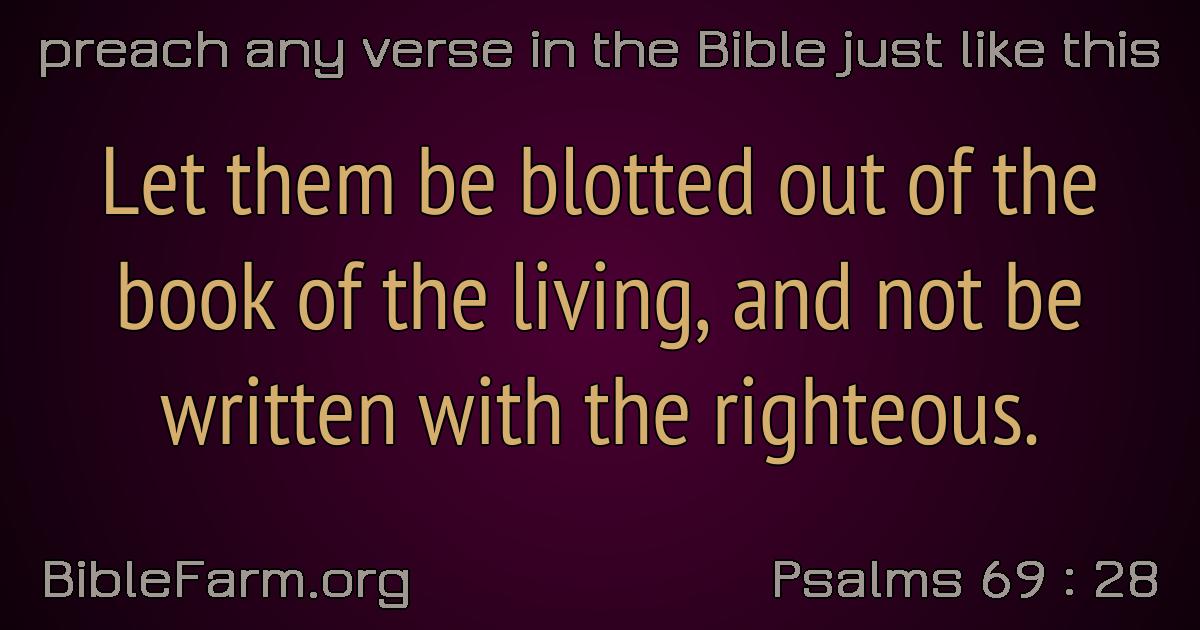 preach any verse in the Bible just like this
Let them be blotted out of the
book of the living, and not be
written with the righteous.
BibleFarm.org
Psalms 69 : 28